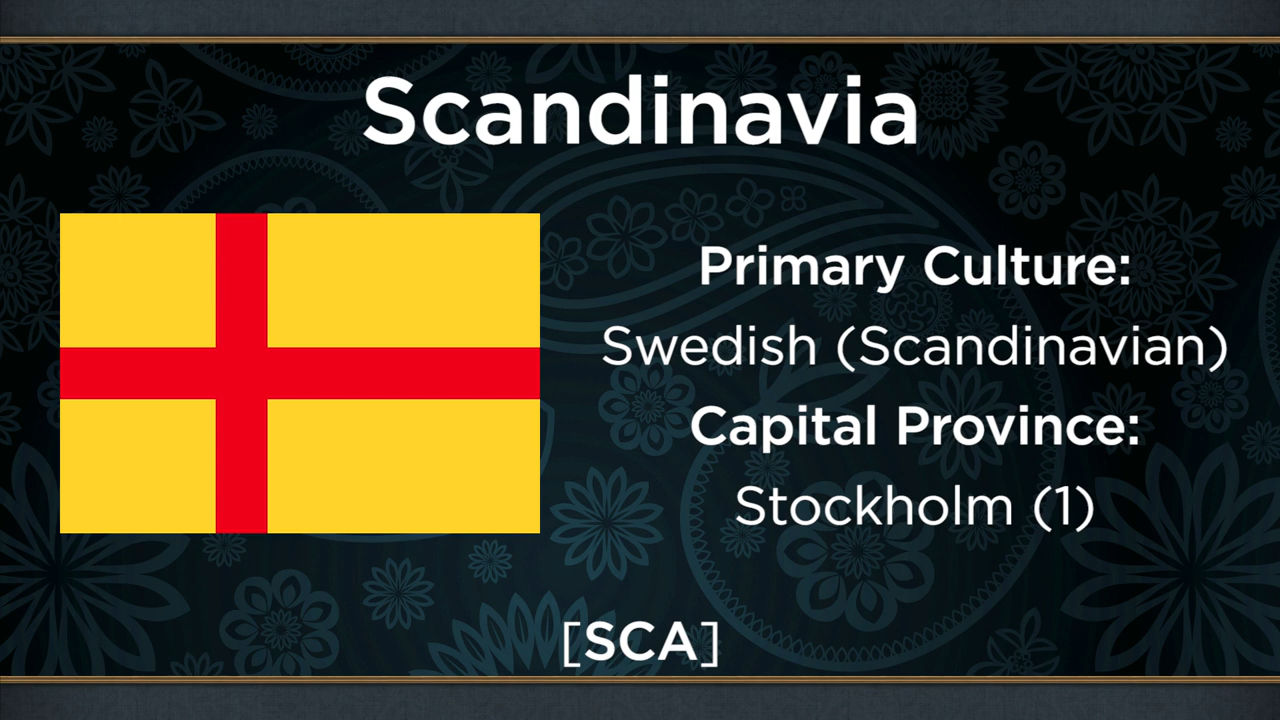 Scandinavia
Primary Culture:
Swedish (Scandinavian)
Capital Province:
Stockholm (1)
[SCA]